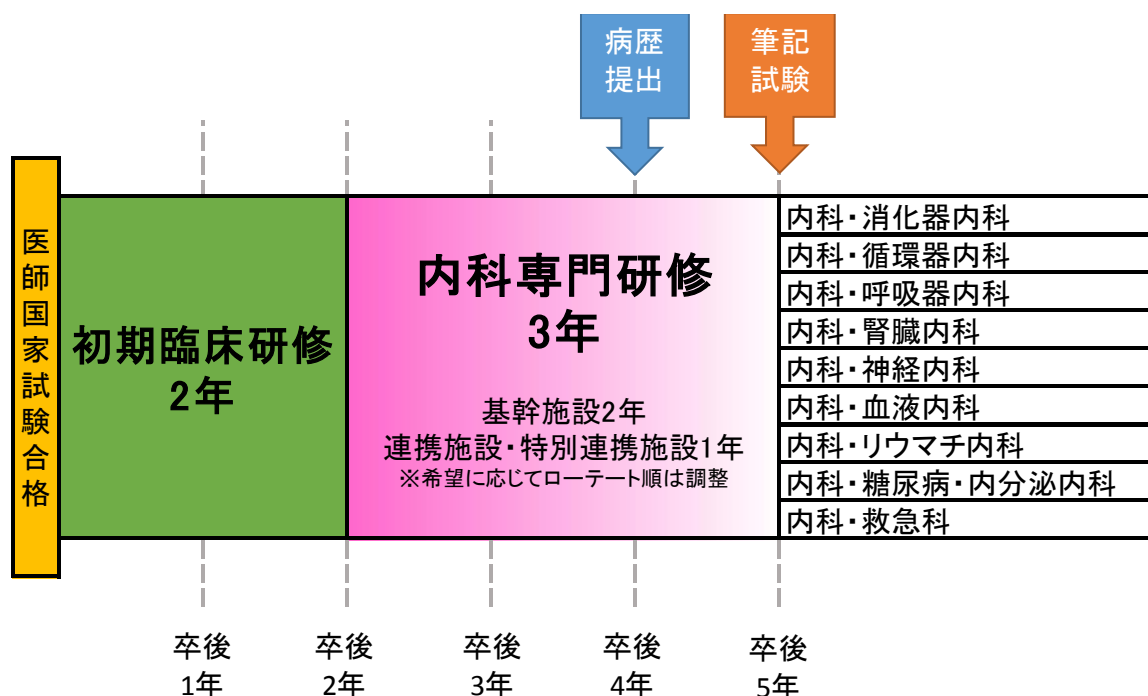 病歴
提出
筆記
試験
医師国家試験合格
初期臨床研修
2年
内科専門研修
3年
基幹施設2年
連携施設・特別連携施設1年
※希望に応じてローテート順は調整
内科・消化器内科
内科・循環器内科
内科・呼吸器内科
内科・腎臓内科
内科・神経内科
内科・血液内科
内科・リウマチ内科
内科・糖尿病・内分泌内科
内科・救急科
卒後
1年
卒後
2年
卒後
3年
卒後
4年
卒後
5年